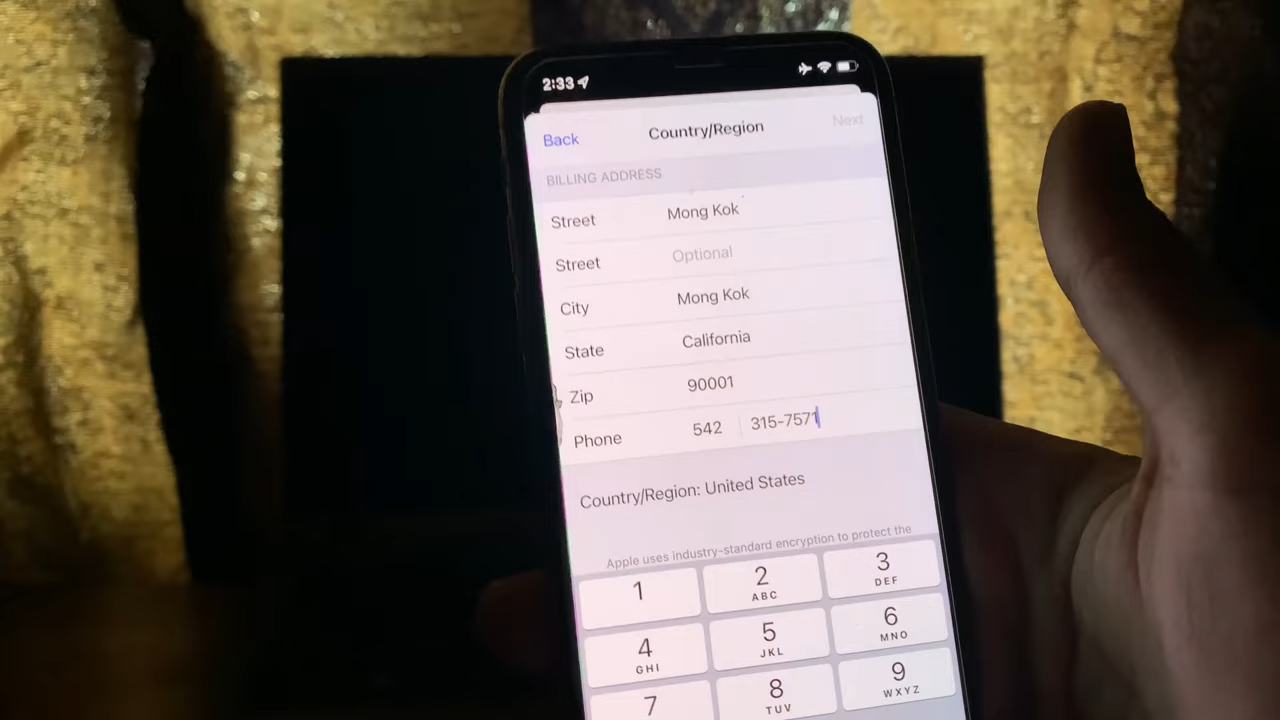 2:33
Back Country/Region Next
BILLING ADDRESS
Street Mong Kok
Street Optional
City Mong Kok
State California
Zip 90001
Phone 542 315-7571
Country/Region: United States
Apple uses industry-standard encryption to protect the
1 2 3
ABC DEF
4 5 6
GHI JKL MNO
7 8 9
TUV WXYZ